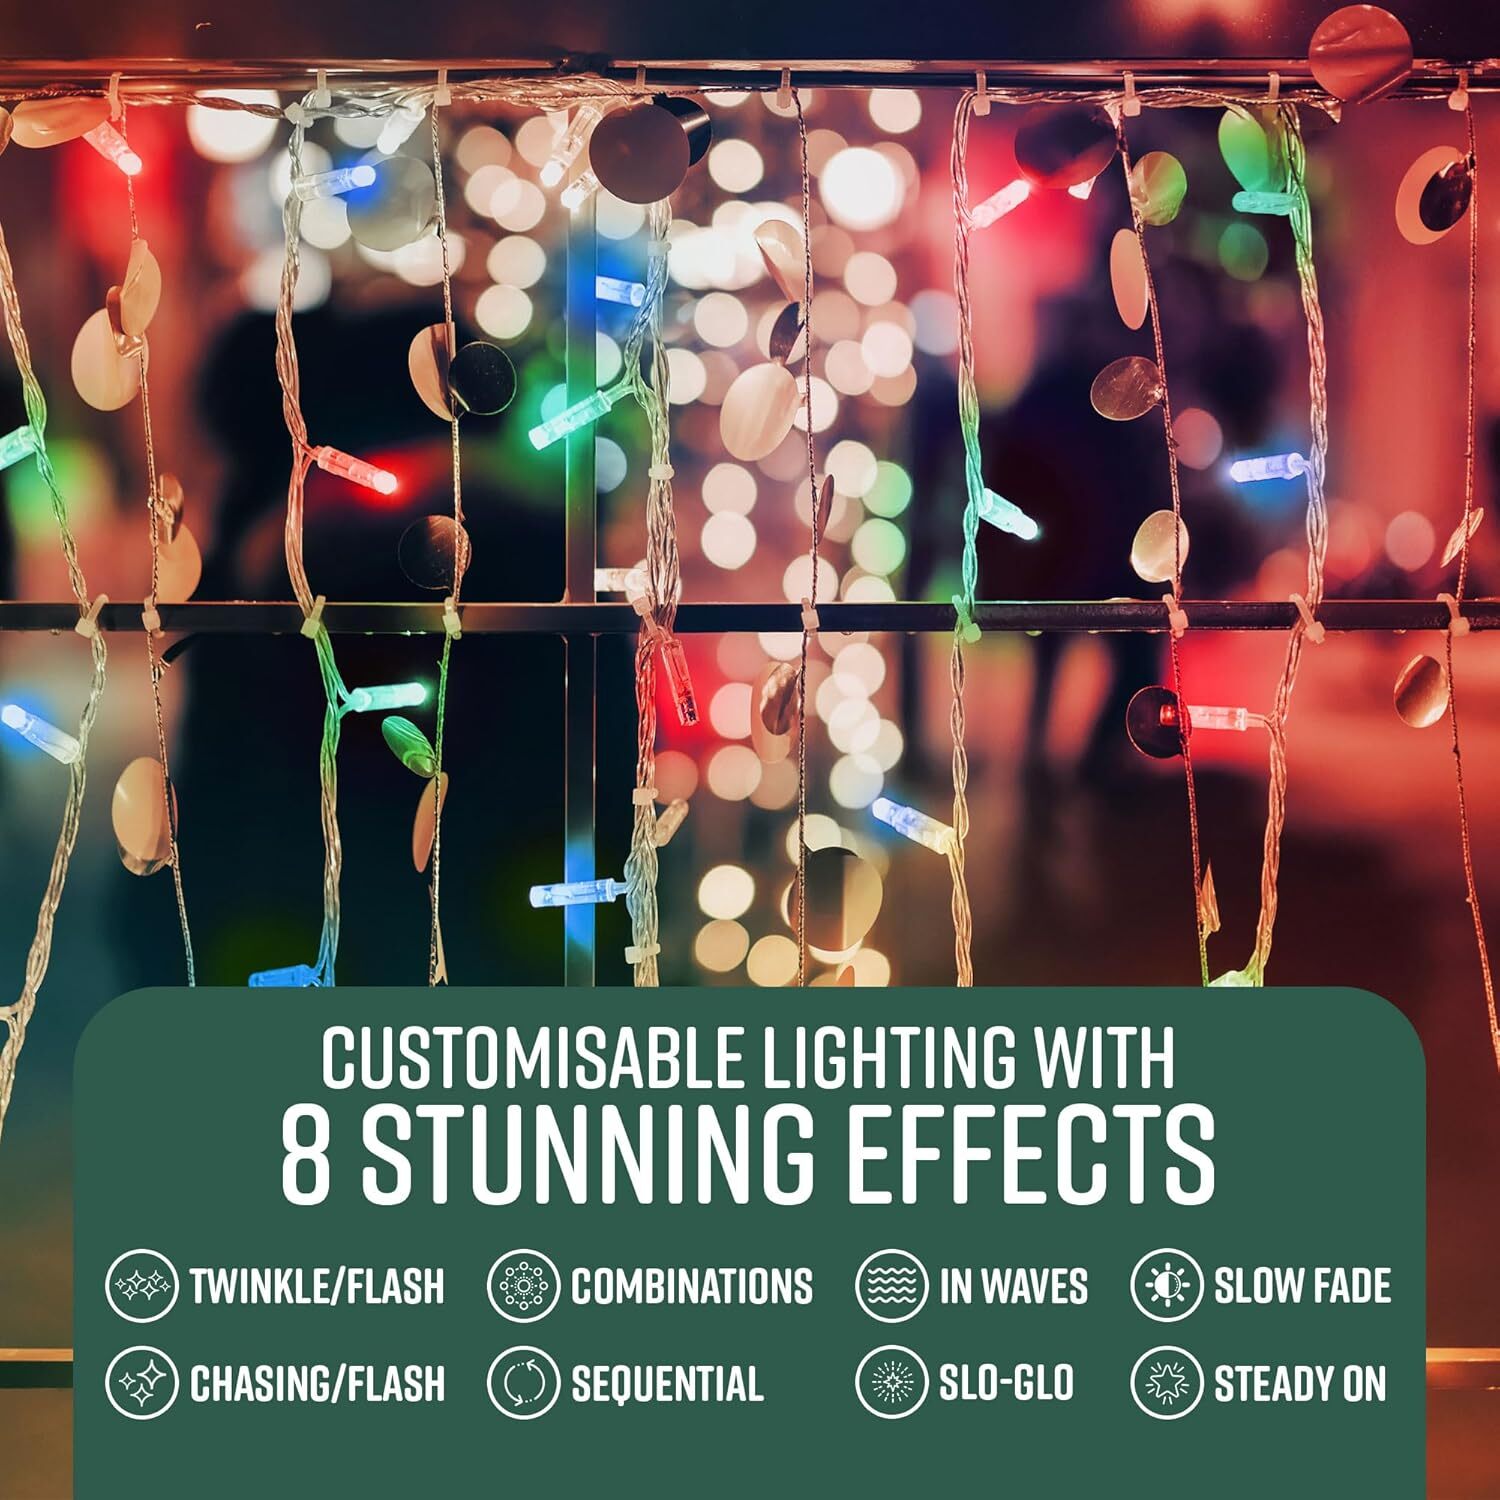 CUSTOMISABLE LIGHTING WITH
8 STUNNING EFFECTS
TWINKLE/FLASH
COMBINATIONS
IN WAVES
SLOW FADE
CHASING/FLASH
SEQUENTIAL
SLO-GLO
STEADY ON